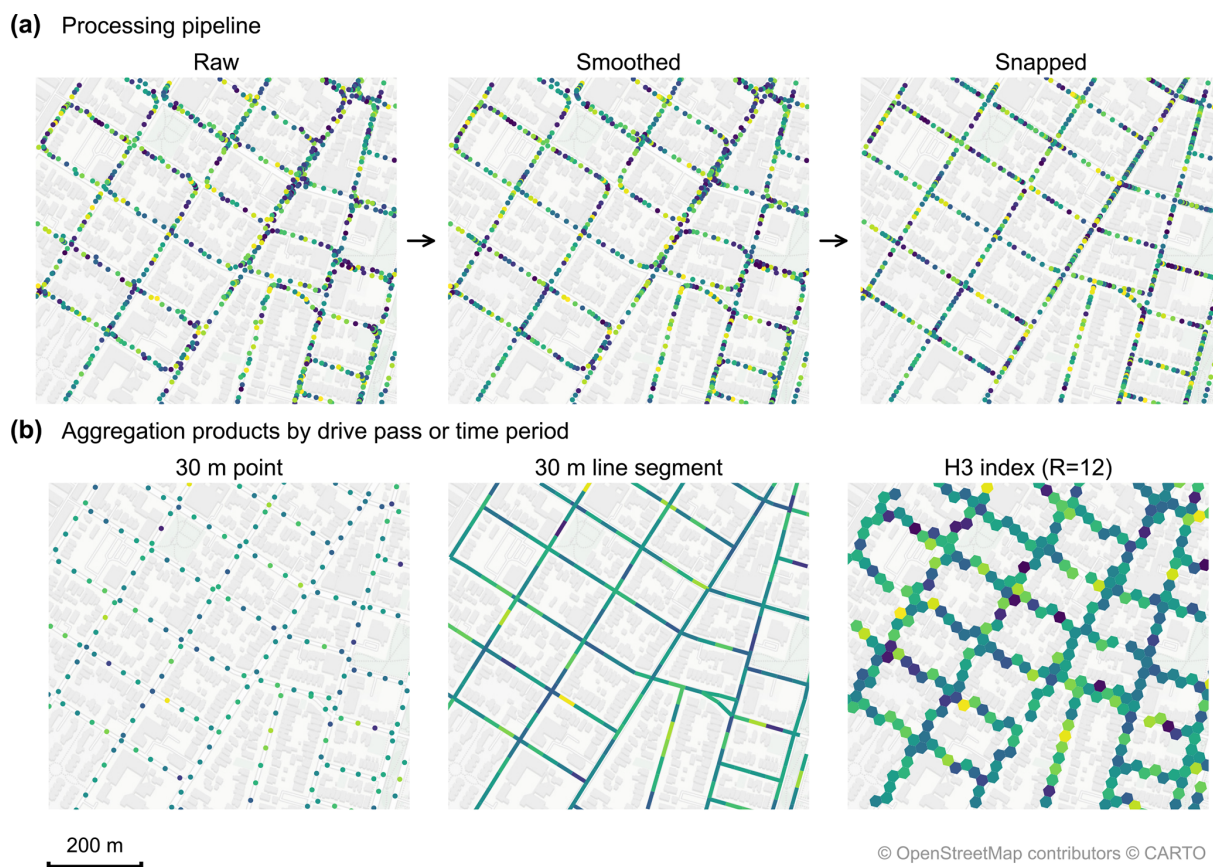 (a) Processing pipeline
Raw
Smoothed
Snapped
(b) Aggregation products by drive pass or time period
30 m point
30 m line segment
H3 index (R=12)
200 m
© OpenStreetMap contributors © CARTO